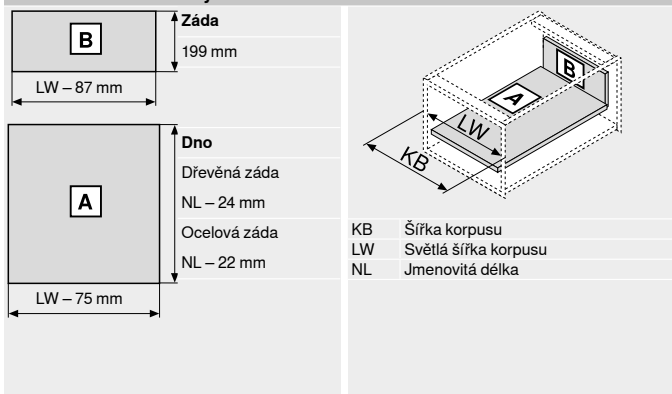 B
Záda
199 mm
LW – 87 mm
A
Dno
Dřevěná záda
NL – 24 mm
Ocelová záda
NL – 22 mm
LW – 75 mm
B
A
LW
KB
KB Šířka korpusu
LW Světlá šířka korpusu
NL Jmenovitá délka